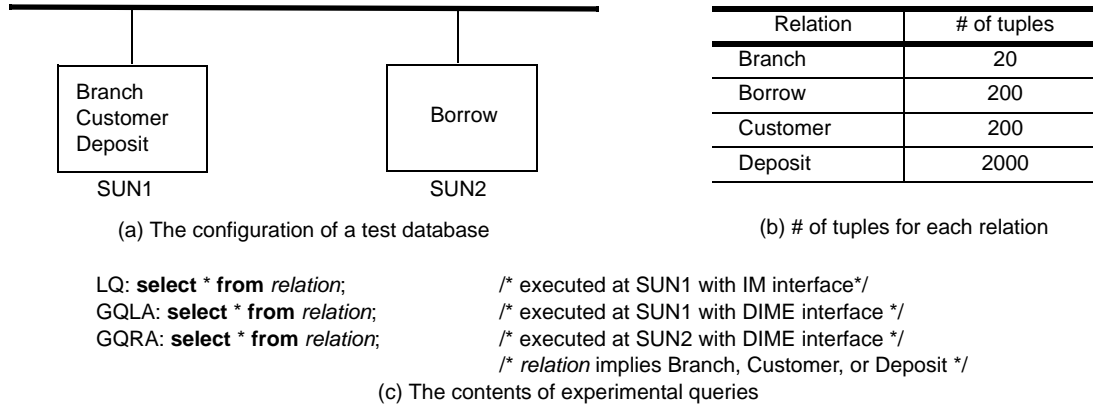 Branch
Customer
Deposit
SUN1
Borrow
SUN2
(a) The configuration of a test database
Relation # of tuples
Branch 20
Borrow 200
Customer 200
Deposit 2000
(b) # of tuples for each relation
LQ: select * from relation; /* executed at SUN1 with IM interface*/
GQLA: select * from relation; /* executed at SUN1 with DIME interface */
GQRA: select * from relation; /* executed at SUN2 with DIME interface */
/* relation implies Branch, Customer, or Deposit */
(c) The contents of experimental queries